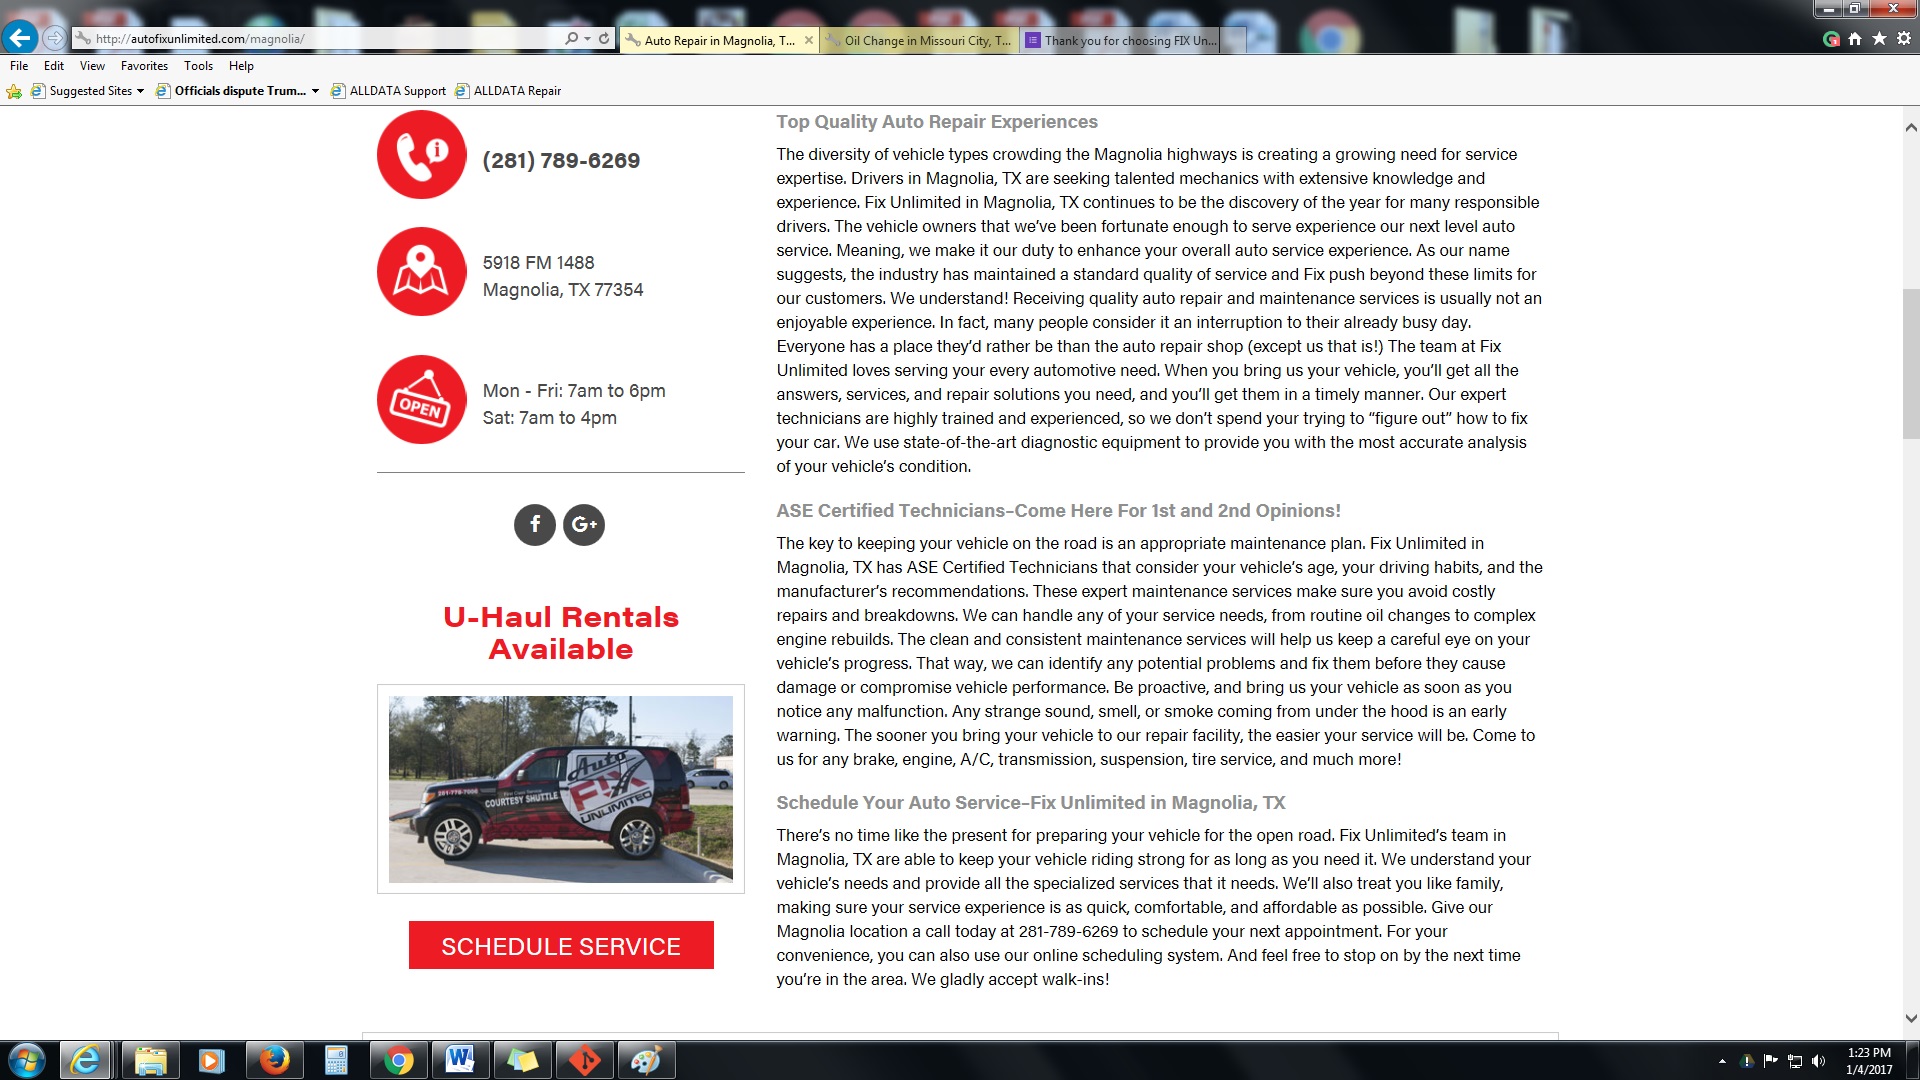 http://autofixunlimited.com/magnolia/
Auto Repair in Magnolia, T...
Oil Change in Missouri City, T...
Thank you for choosing FIX Un...
File Edit View Favorites Tools Help
Suggested Sites
Officials dispute Trum...
ALLDATA Support
ALLDATA Repair
(281) 789-6269
5918 FM 1488
Magnolia, TX 77354
OPEN
Mon - Fri: 7am to 6pm
Sat: 7am to 4pm
f G+
U-Haul Rentals
Available
281-778-7000
COURTESY SHUTTLE
Auto
FIX
UNLIMITED
SCHEDULE SERVICE
Top Quality Auto Repair Experiences
The diversity of vehicle types crowding the Magnolia highways is creating a growing need for service
expertise. Drivers in Magnolia, TX are seeking talented mechanics with extensive knowledge and
experience. Fix Unlimited in Magnolia, TX continues to be the discovery of the year for many responsible
drivers. The vehicle owners that we’ve been fortunate enough to serve experience our next level auto
service. Meaning, we make it our duty to enhance your overall auto service experience. As our name
suggests, the industry has maintained a standard quality of service and Fix push beyond these limits for
our customers. We understand! Receiving quality auto repair and maintenance services is usually not an
enjoyable experience. In fact, many people consider it an interruption to their already busy day.
Everyone has a place they’d rather be than the auto repair shop (except us that is!) The team at Fix
Unlimited loves serving your every automotive need. When you bring us your vehicle, you’ll get all the
answers, services, and repair solutions you need, and you’ll get them in a timely manner. Our expert
technicians are highly trained and experienced, so we don’t spend your trying to “figure out” how to fix
your car. We use state-of-the-art diagnostic equipment to provide you with the most accurate analysis
of your vehicle’s condition.
ASE Certified Technicians–Come Here For 1st and 2nd Opinions!
The key to keeping your vehicle on the road is an appropriate maintenance plan. Fix Unlimited in
Magnolia, TX has ASE Certified Technicians that consider your vehicle’s age, your driving habits, and the
manufacturer’s recommendations. These expert maintenance services make sure you avoid costly
repairs and breakdowns. We can handle any of your service needs, from routine oil changes to complex
engine rebuilds. The clean and consistent maintenance services will help us keep a careful eye on your
vehicle’s progress. That way, we can identify any potential problems and fix them before they cause
damage or compromise vehicle performance. Be proactive, and bring us your vehicle as soon as you
notice any malfunction. Any strange sound, smell, or smoke coming from under the hood is an early
warning. The sooner you bring your vehicle to our repair facility, the easier your service will be. Come to
us for any brake, engine, A/C, transmission, suspension, tire service, and much more!
Schedule Your Auto Service–Fix Unlimited in Magnolia, TX
There’s no time like the present for preparing your vehicle for the open road. Fix Unlimited’s team in
Magnolia, TX are able to keep your vehicle riding strong for as long as you need it. We understand your
vehicle’s needs and provide all the specialized services that it needs. We’ll also treat you like family,
making sure your service experience is as quick, comfortable, and affordable as possible. Give our
Magnolia location a call today at 281-789-6269 to schedule your next appointment. For your
convenience, you can also use our online scheduling system. And feel free to stop on by the next time
you’re in the area. We gladly accept walk-ins!
1:23 PM
1/4/2017